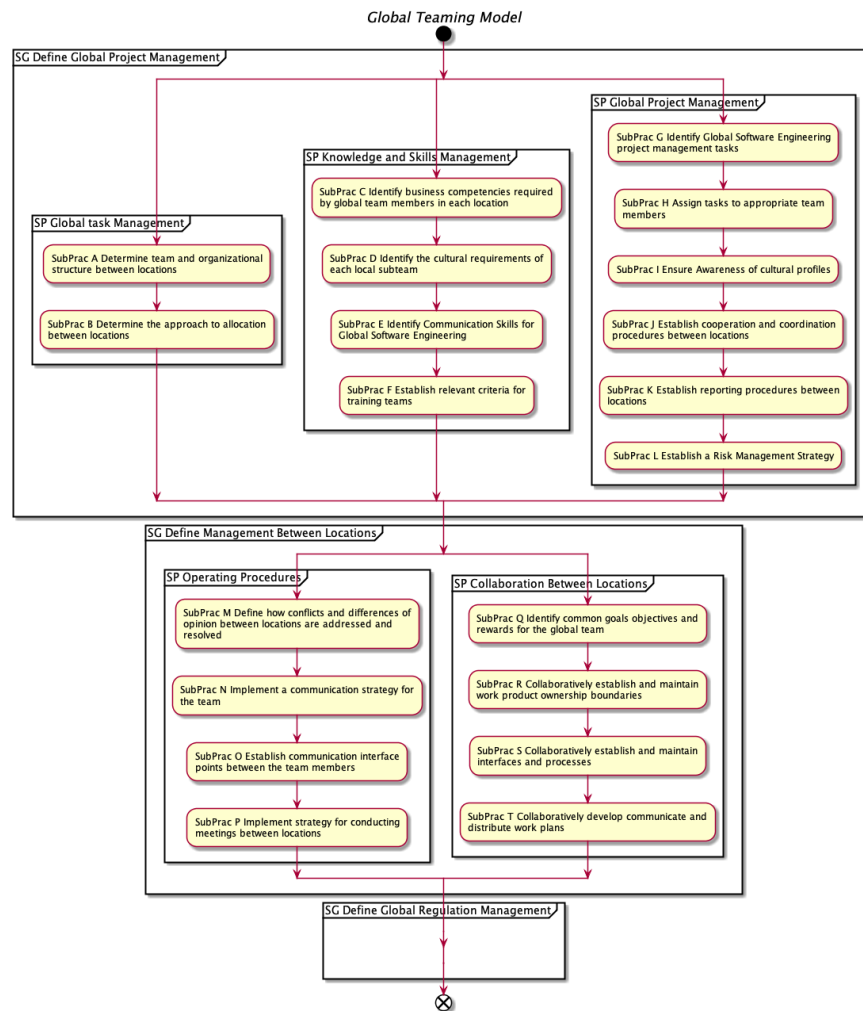 Global Teaming Model
SG Define Global Project Management
SP Global task Management
SubPrac A Determine team and organizational
structure between locations
SubPrac B Determine the approach to allocation
between locations
SP Knowledge and Skills Management
SubPrac C Identify business competencies required
by global team members in each location
SubPrac D Identify the cultural requirements of
each local subteam
SubPrac E Identify Communication Skills for
Global Software Engineering
SubPrac F Establish relevant criteria for
training teams
SP Global Project Management
SubPrac G Identify Global Software Engineering
project management tasks
SubPrac H Assign tasks to appropriate team
members
SubPrac I Ensure Awareness of cultural profiles
SubPrac J Establish cooperation and coordination
procedures between locations
SubPrac K Establish reporting procedures between
locations
SubPrac L Establish a Risk Management Strategy
SG Define Management Between Locations
SP Operating Procedures
SubPrac M Define how conflicts and differences of
opinion between locations are addressed and
resolved
SubPrac N Implement a communication strategy for
the team
SubPrac O Establish communication interface
points between the team members
SubPrac P Implement strategy for conducting
meetings between locations
SP Collaboration Between Locations
SubPrac Q Identify common goals objectives and
rewards for the global team
SubPrac R Collaboratively establish and maintain
work product ownership boundaries
SubPrac S Collaboratively establish and maintain
interfaces and processes
SubPrac T Collaboratively develop communicate and
distribute work plans
SG Define Global Regulation Management